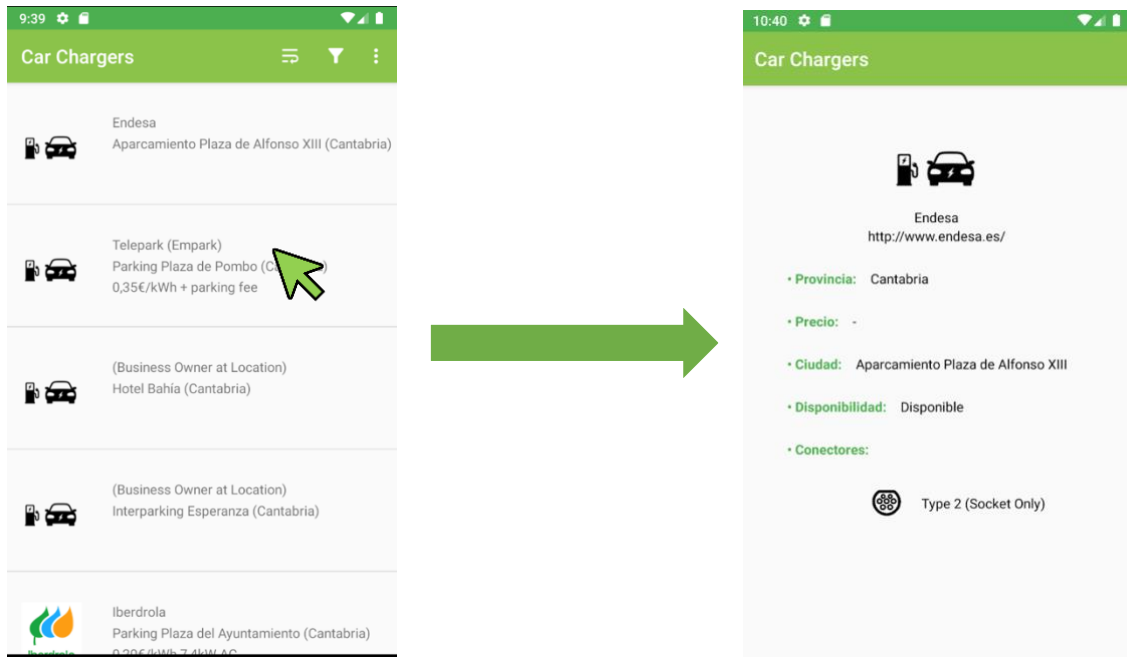 9:39
Car Chargers
Endesa
Aparcamiento Plaza de Alfonso XIII (Cantabria)
Telepark (Empark)
Parking Plaza de Pombo
0,35€/kWh + parking fee
(Business Owner at Location)
Hotel Bahía (Cantabria)
(Business Owner at Location)
Interparking Esperanza (Cantabria)
Iberdrola
Parking Plaza del Ayuntamiento (Cantabria)
10:40
Car Chargers
Endesa
http://www.endesa.es/
• Provincia: Cantabria
• Precio: -
• Ciudad: Aparcamiento Plaza de Alfonso XIII
• Disponibilidad: Disponible
• Conectores:
Type 2 (Socket Only)